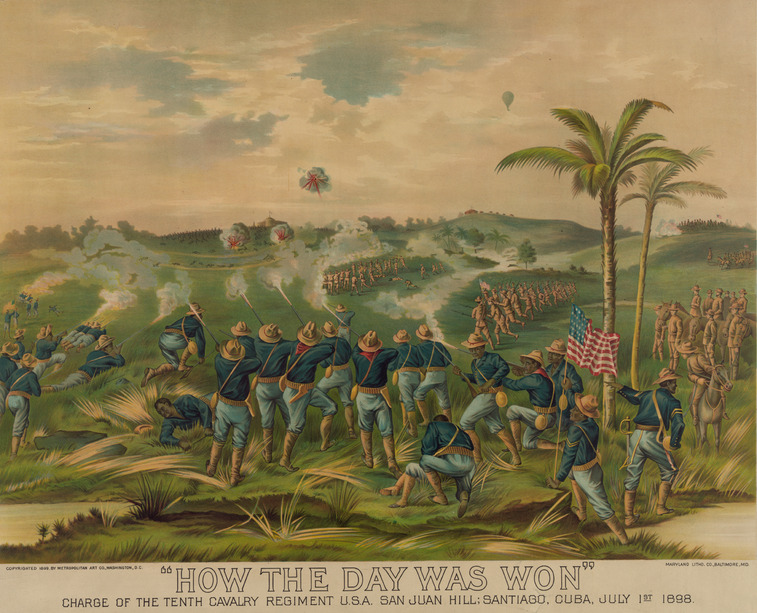 COPYRIGHTED 1899, BY METROPOLITAN ART CO., WASHINGTON, D.C.
MARYLAND LITHO. CO., BALTIMORE, MD.
"HOW THE DAY WAS WON"
CHARGE OF THE TENTH CAVALRY REGIMENT U.S.A. SAN JUAN HILL; SANTIAGO, CUBA, JULY 1ST 1898.